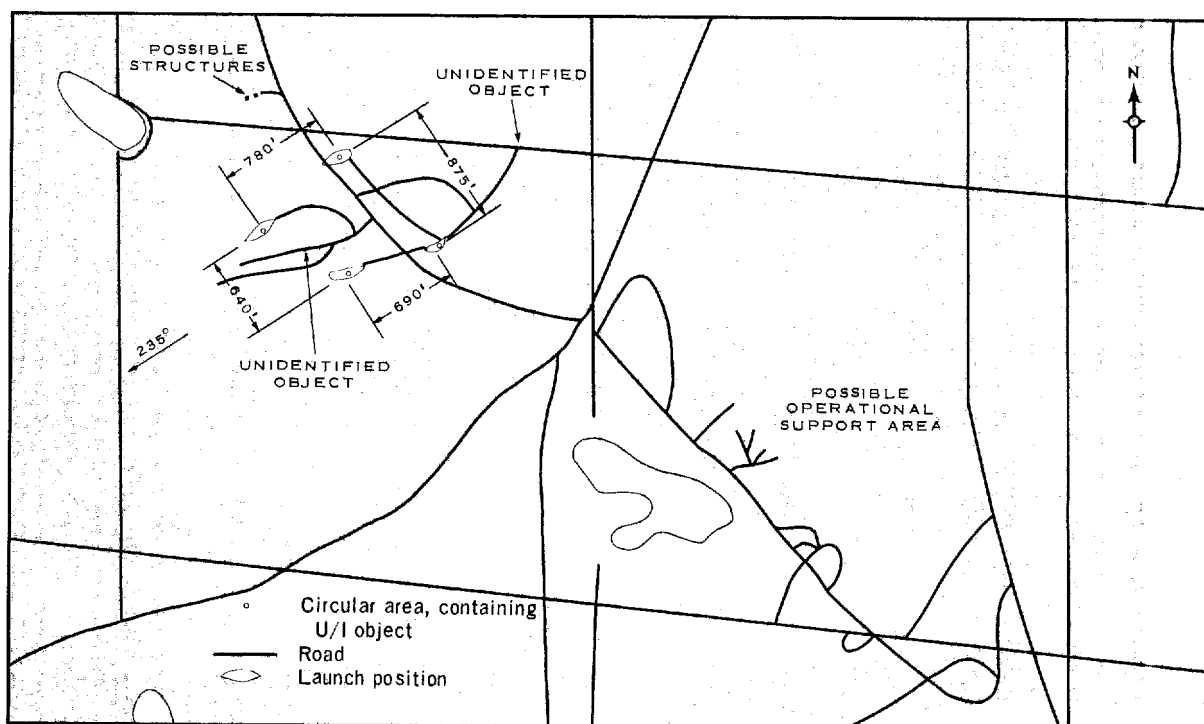 POSSIBLE
STRUCTURES
UNIDENTIFIED
OBJECT
N
780'
875'
640'
690'
235°
UNIDENTIFIED
OBJECT
POSSIBLE
OPERATIONAL
SUPPORT AREA
Circular area, containing
U/I object
Road
Launch position